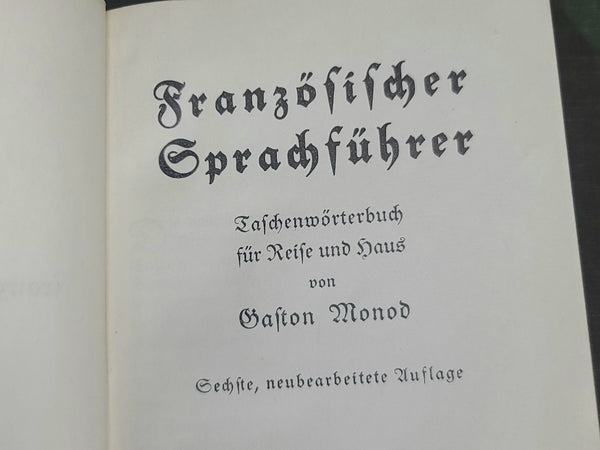 Französischer
Sprachführer
Taschenwörterbuch
für Reise und Haus
von
Gaston Monod
Sechste, neubearbeitete Auflage